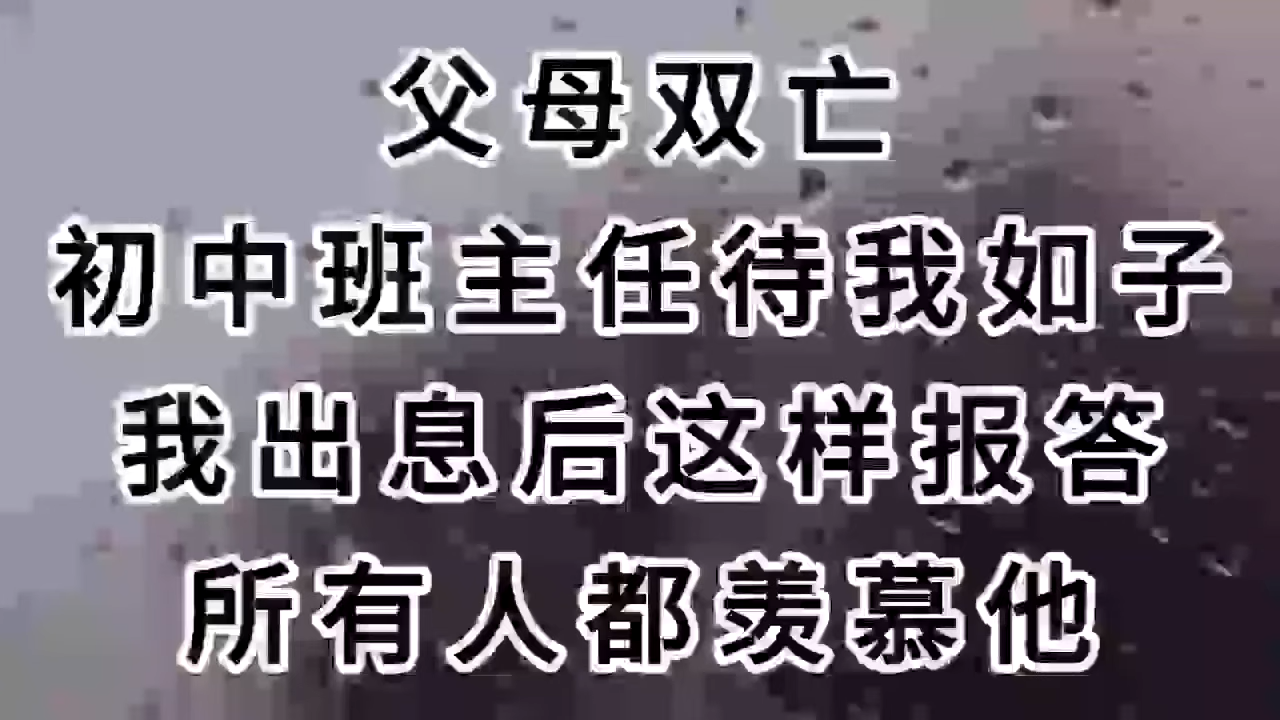 父母双亡
初中班主任待我如子
我出息后这样报答
所有人都羡慕他